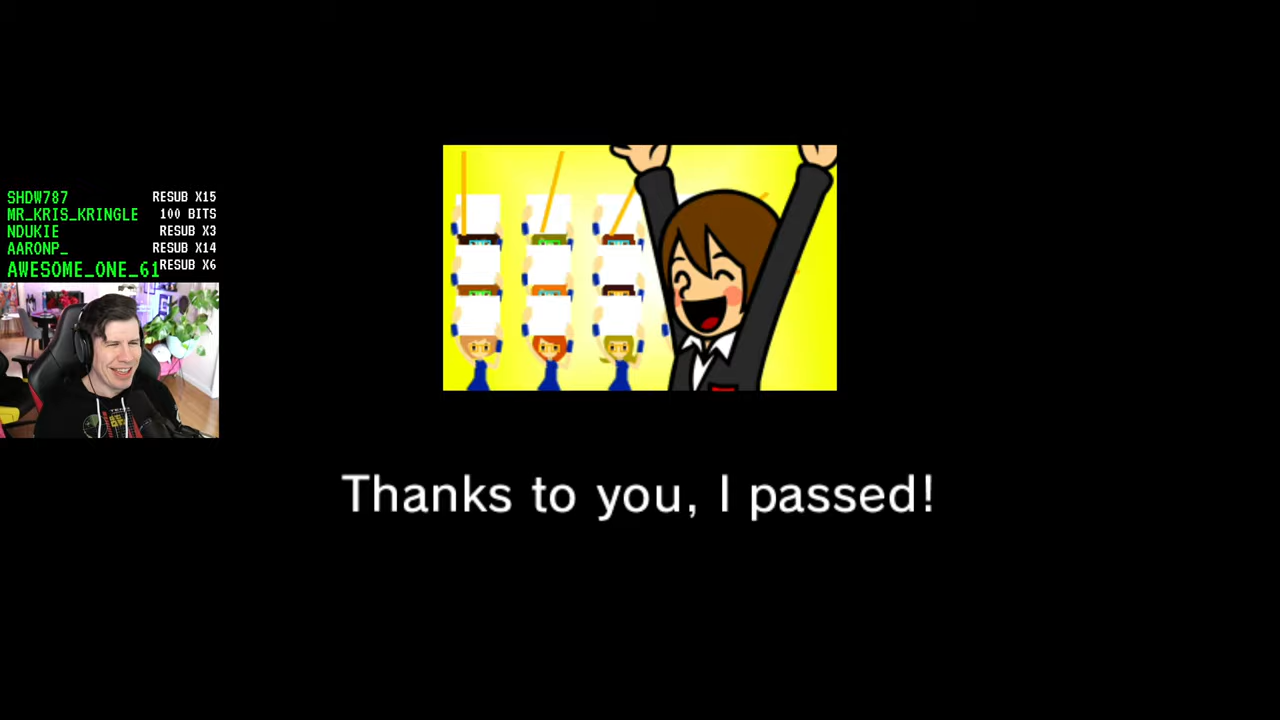 SHDW787 RESUB X15
MR_KRIS_KRINGLE 100 BITS
NDUKIE RESUB X3
AARONP_ RESUB X14
AWESOME_ONE_61 RESUB X6
Thanks to you, I passed!